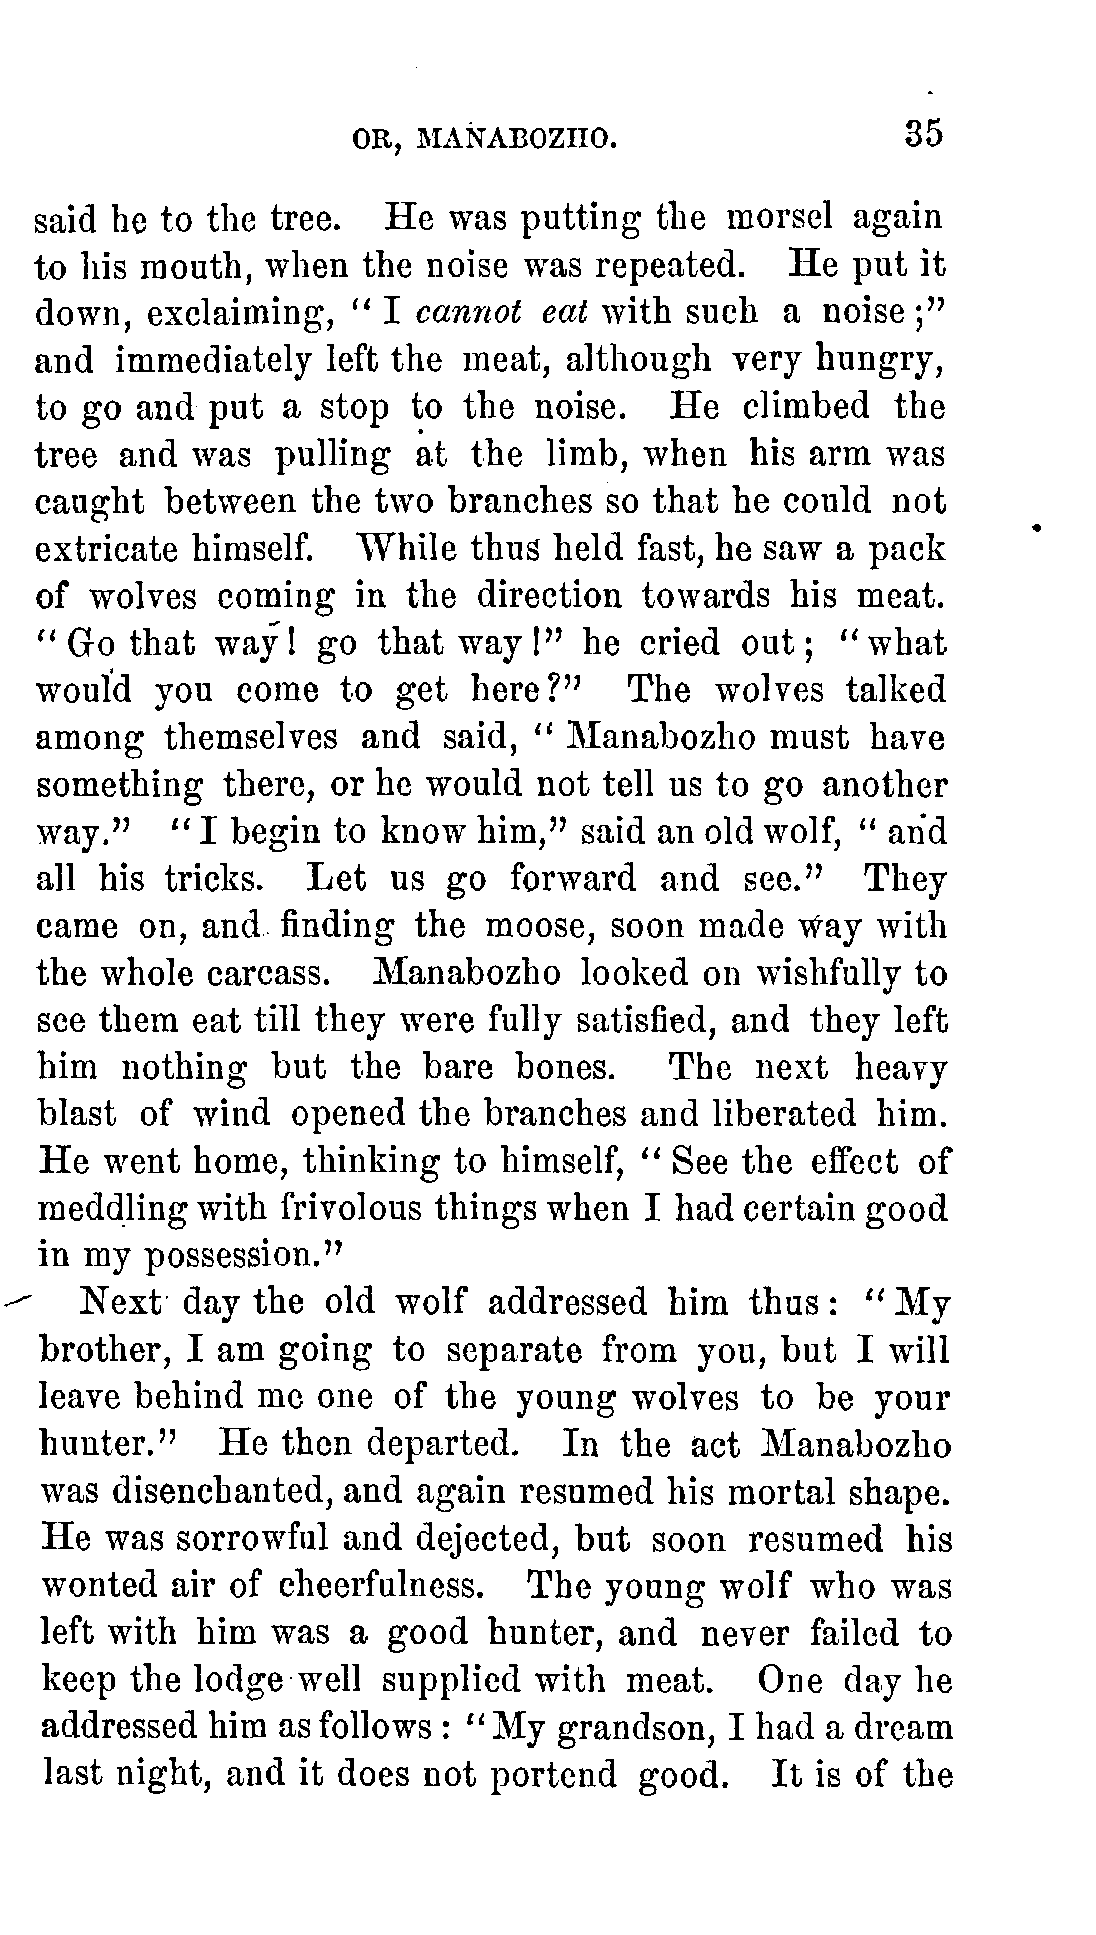 OR, MANABOZHO. 35
said he to the tree. He was putting the morsel again
to his mouth, when the noise was repeated. He put it
down, exclaiming, "I cannot eat with such a noise;"
and immediately left the meat, although very hungry,
to go and put a stop to the noise. He climbed the
tree and was pulling at the limb, when his arm was
caught between the two branches so that he could not
extricate himself. While thus held fast, he saw a pack
of wolves coming in the direction towards his meat.
"Go that way! go that way!" he cried out; "what
would you come to get here?" The wolves talked
among themselves and said, "Manabozho must have
something there, or he would not tell us to go another
way." "I begin to know him," said an old wolf, "and
all his tricks. Let us go forward and see." They
came on, and finding the moose, soon made way with
the whole carcass. Manabozho looked on wishfully to
see them eat till they were fully satisfied, and they left
him nothing but the bare bones. The next heavy
blast of wind opened the branches and liberated him.
He went home, thinking to himself, "See the effect of
meddling with frivolous things when I had certain good
in my possession."
Next day the old wolf addressed him thus: "My
brother, I am going to separate from you, but I will
leave behind me one of the young wolves to be your
hunter." He then departed. In the act Manabozho
was disenchanted, and again resumed his mortal shape.
He was sorrowful and dejected, but soon resumed his
wonted air of cheerfulness. The young wolf who was
left with him was a good hunter, and never failed to
keep the lodge well supplied with meat. One day he
addressed him as follows: "My grandson, I had a dream
last night, and it does not portend good. It is of the